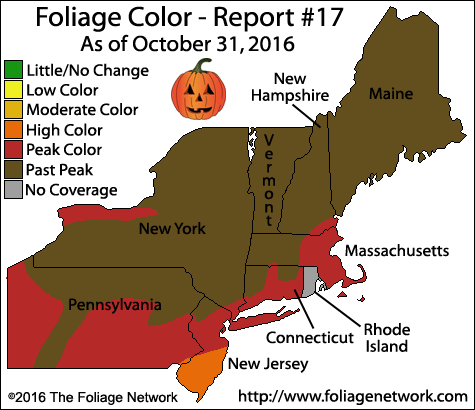 Foliage Color - Report #17
As of October 31, 2016
Little/No Change
Low Color
Moderate Color
High Color
Peak Color
Past Peak
No Coverage
New
Hampshire
Maine
Vermont
New York
Massachusetts
Pennsylvania
Connecticut
Rhode
Island
New Jersey
©2016 The Foliage Network
http://www.foliagenetwork.com